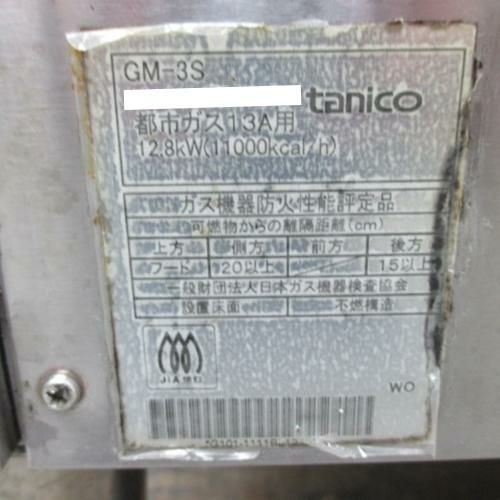 GM-3S
tanico
都市ガス13A用
12.8kW(11000kcal/h)
ガス機器防火性能評定品
可燃物からの離隔距離(cm)
上方 側方 前方 後方
フード 20以上 15以上
一般財団法人日本ガス機器検査協会
設置床面 不燃構造
JIA
WO